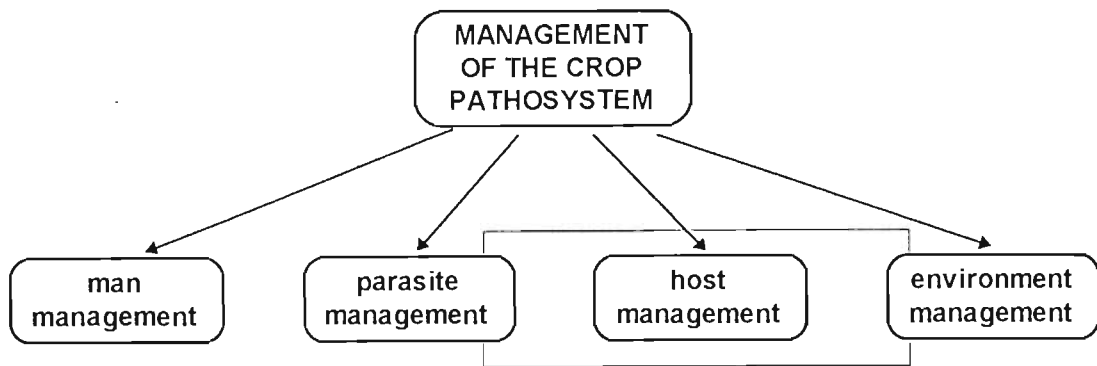 MANAGEMENT
OF THE CROP
PATHOSYSTEM
man
management
parasite
management
host
management
environment
management